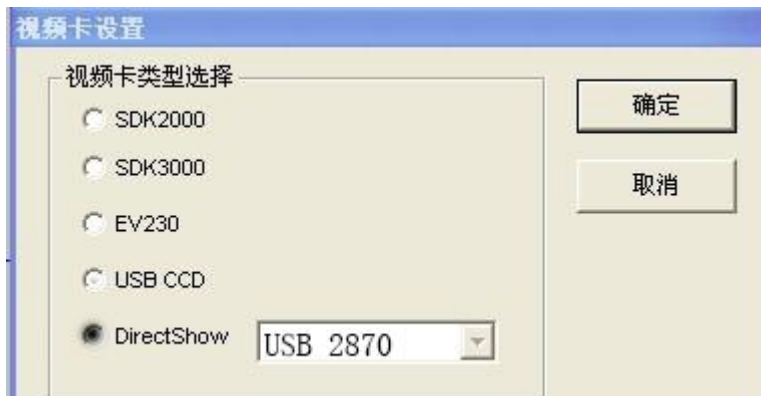 视频卡设置
视频卡类型选择
确定
SDK2000
SDK3000
取消
EV230
USB CCD
DirectShow USB 2870